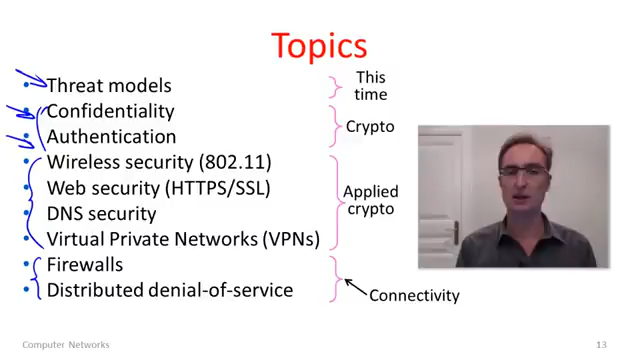 Topics
• Threat models
• Confidentiality
• Authentication
• Wireless security (802.11)
• Web security (HTTPS/SSL)
• DNS security
• Virtual Private Networks (VPNs)
• Firewalls
• Distributed denial-of-service
This
time
Crypto
Applied
crypto
Connectivity
Computer Networks
13